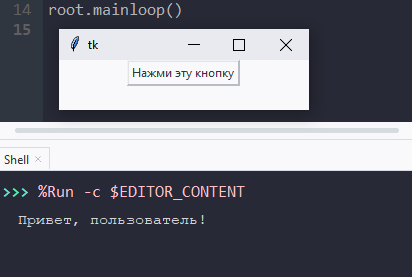 14 root.mainloop()
15
tk
Нажми эту кнопку
Shell ×
>>> %Run -c $EDITOR_CONTENT
Привет, пользователь!